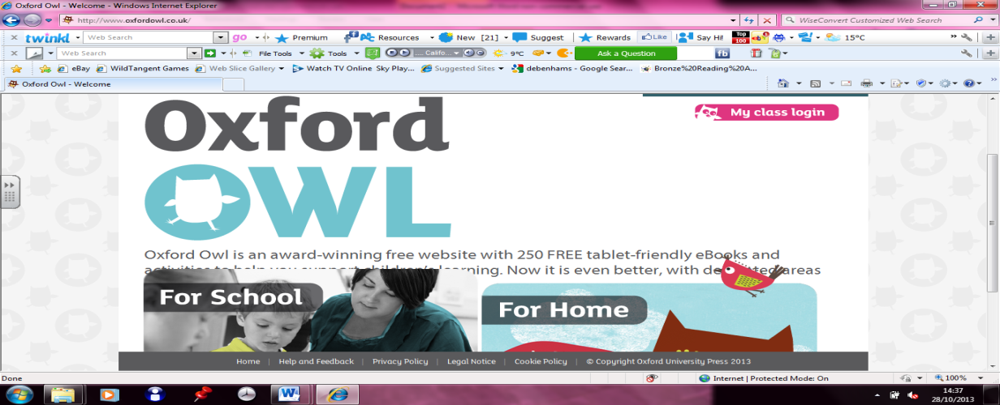 Oxford Owl - Welcome - Windows Internet Explorer
http://www.oxfordowl.co.uk/
WiseConvert Customized Web Search
twinkl Web Search go Premium Resources New [21] Suggest Rewards Like Say Hi! Top 100 15°C
Web Search File Tools Tools .... Califo... 9°C Ask a Question fb
eBay WildTangent Games Web Slice Gallery Watch TV Online Sky Play... Suggested Sites debenhams - Google Sear... Bronze%20Reading%20A...
Oxford Owl - Welcome
My class login
Oxford
OWL
Oxford Owl is an award-winning free website with 250 FREE tablet-friendly eBooks and
activities to help you support children's learning. Now it is even better, with dedicated areas
For School
For Home
Home | Help and Feedback | Privacy Policy | Legal Notice | Cookie Policy | © Copyright Oxford University Press 2013
Done
Internet | Protected Mode: On
100%
14:37
28/10/2013